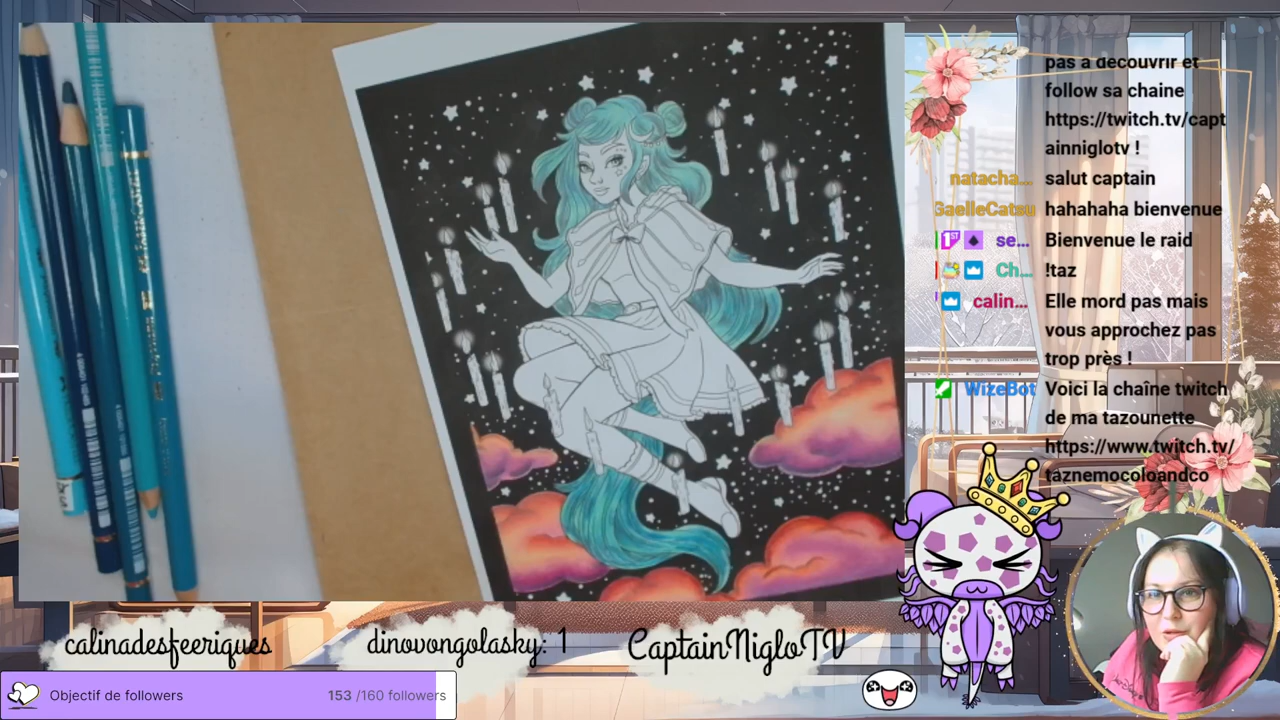 pas a decouvrir et
follow sa chaine
https://twitch.tv/capt
ainniglotv !
natacha... salut captain
GaelleCatsu hahahaha bienvenue
se... Bienvenue le raid
Ch... !taz
calin... Elle mord pas mais
vous approchez pas
trop près !
WizeBot Voici la chaîne twitch
de ma tazounette
https://www.twitch.tv/
taznemocoloandco
calinadesfeeriques
dinovongolasky: 1
CaptainNigloTV
Objectif de followers 153 /160 followers